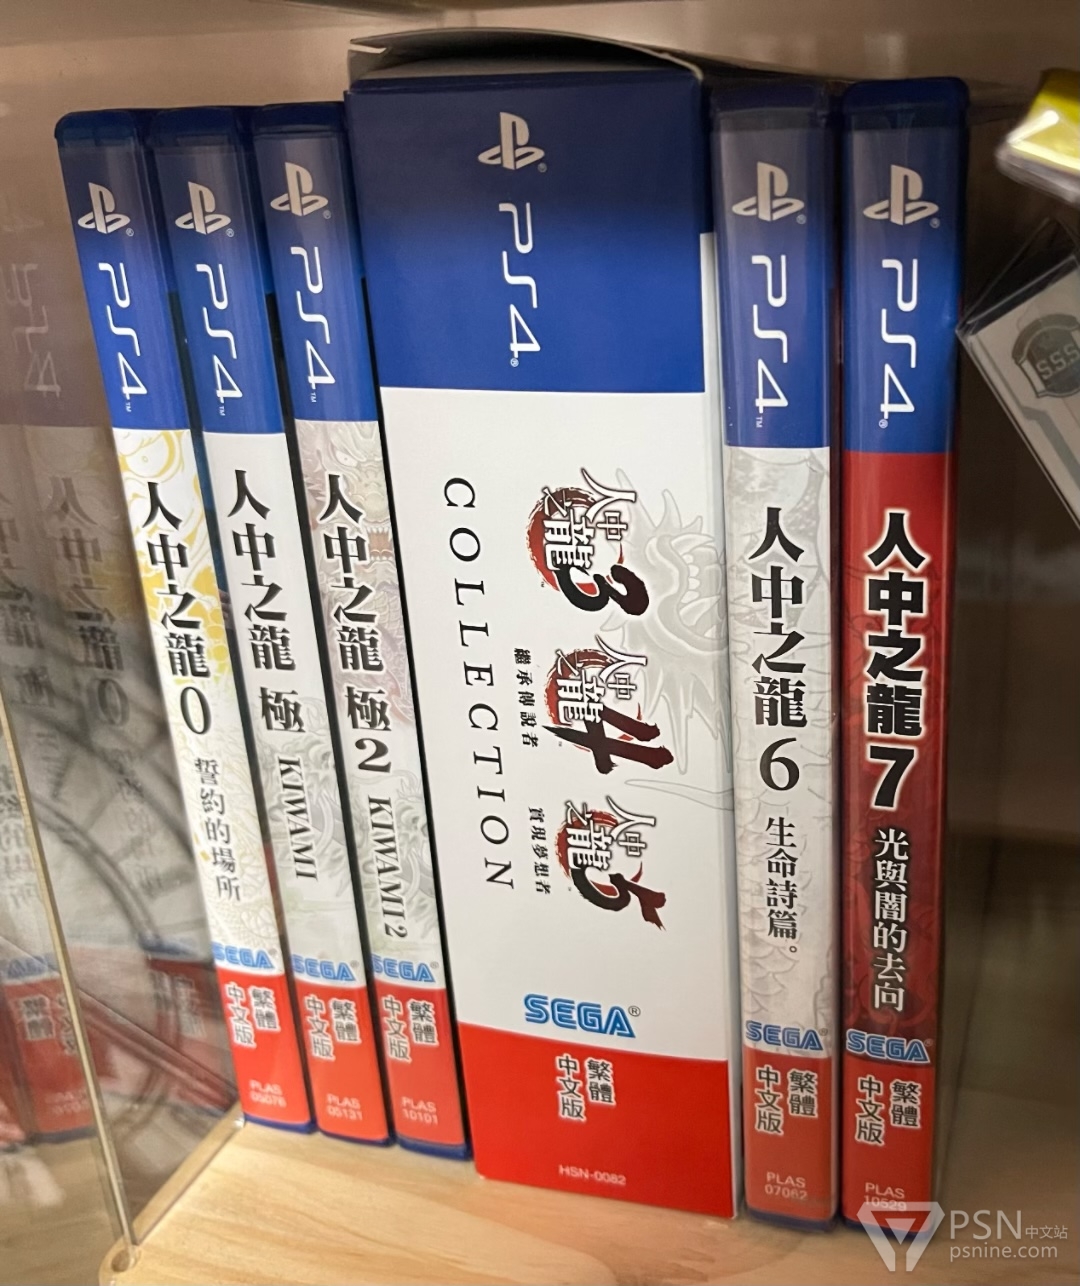 PS4
人中之龍0 誓約的場所
SEGA
繁體中文版
PLAS
05078
PS4
人中之龍 極 KIWAMI
SEGA
繁體中文版
PLAS
05131
PS4
人中之龍 極2 KIWAMI 2
SEGA
繁體中文版
PLAS
10101
PS4
COLLECTION
人中之龍3
人中之龍4
繼承傳說者
人中之龍5
實現夢想者
SEGA
繁體中文版
HSN-0082
PS4
人中之龍6 生命詩篇。
SEGA
繁體中文版
PLAS
07062
PS4
人中之龍7 光與闇的去向
SEGA
繁體中文版
PLAS
10529
S.S.S.
PSN中文站
psnine.com